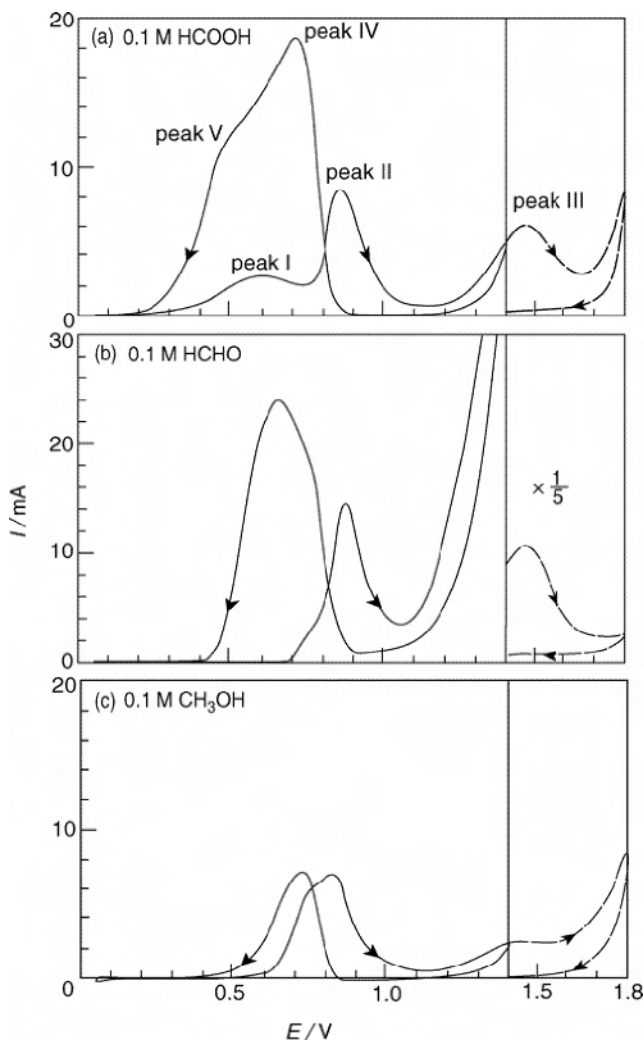 20
(a) 0.1 M HCOOH
peak IV
peak V
peak II
10
peak III
peak I
0
30
(b) 0.1 M HCHO
20
× 1/5
10
0
20
(c) 0.1 M CH₃OH
10
0
0.5 1.0 1.5 1.8
E / V
I / mA